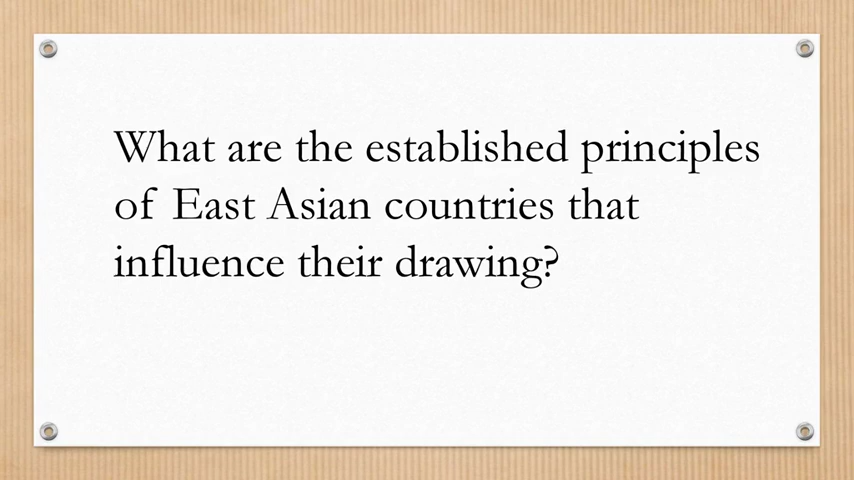 What are the established principles
of East Asian countries that
influence their drawing?